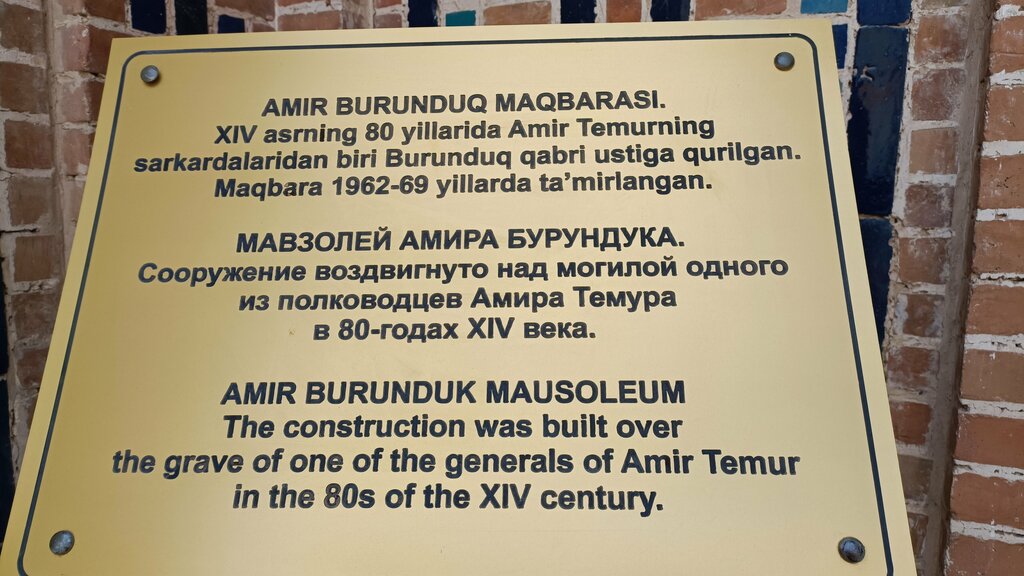 AMIR BURUNDUQ MAQBARASI.
XIV asrning 80 yillarida Amir Temurning
sarkardalaridan biri Burunduq qabri ustiga qurilgan.
Maqbara 1962-69 yillarda ta’mirlangan.
МАВЗОЛЕЙ АМИРА БУРУНДУКА.
Сооружение воздвигнуто над могилой одного
из полководцев Амира Темура
в 80-годах XIV века.
AMIR BURUNDUK MAUSOLEUM
The construction was built over
the grave of one of the generals of Amir Temur
in the 80s of the XIV century.